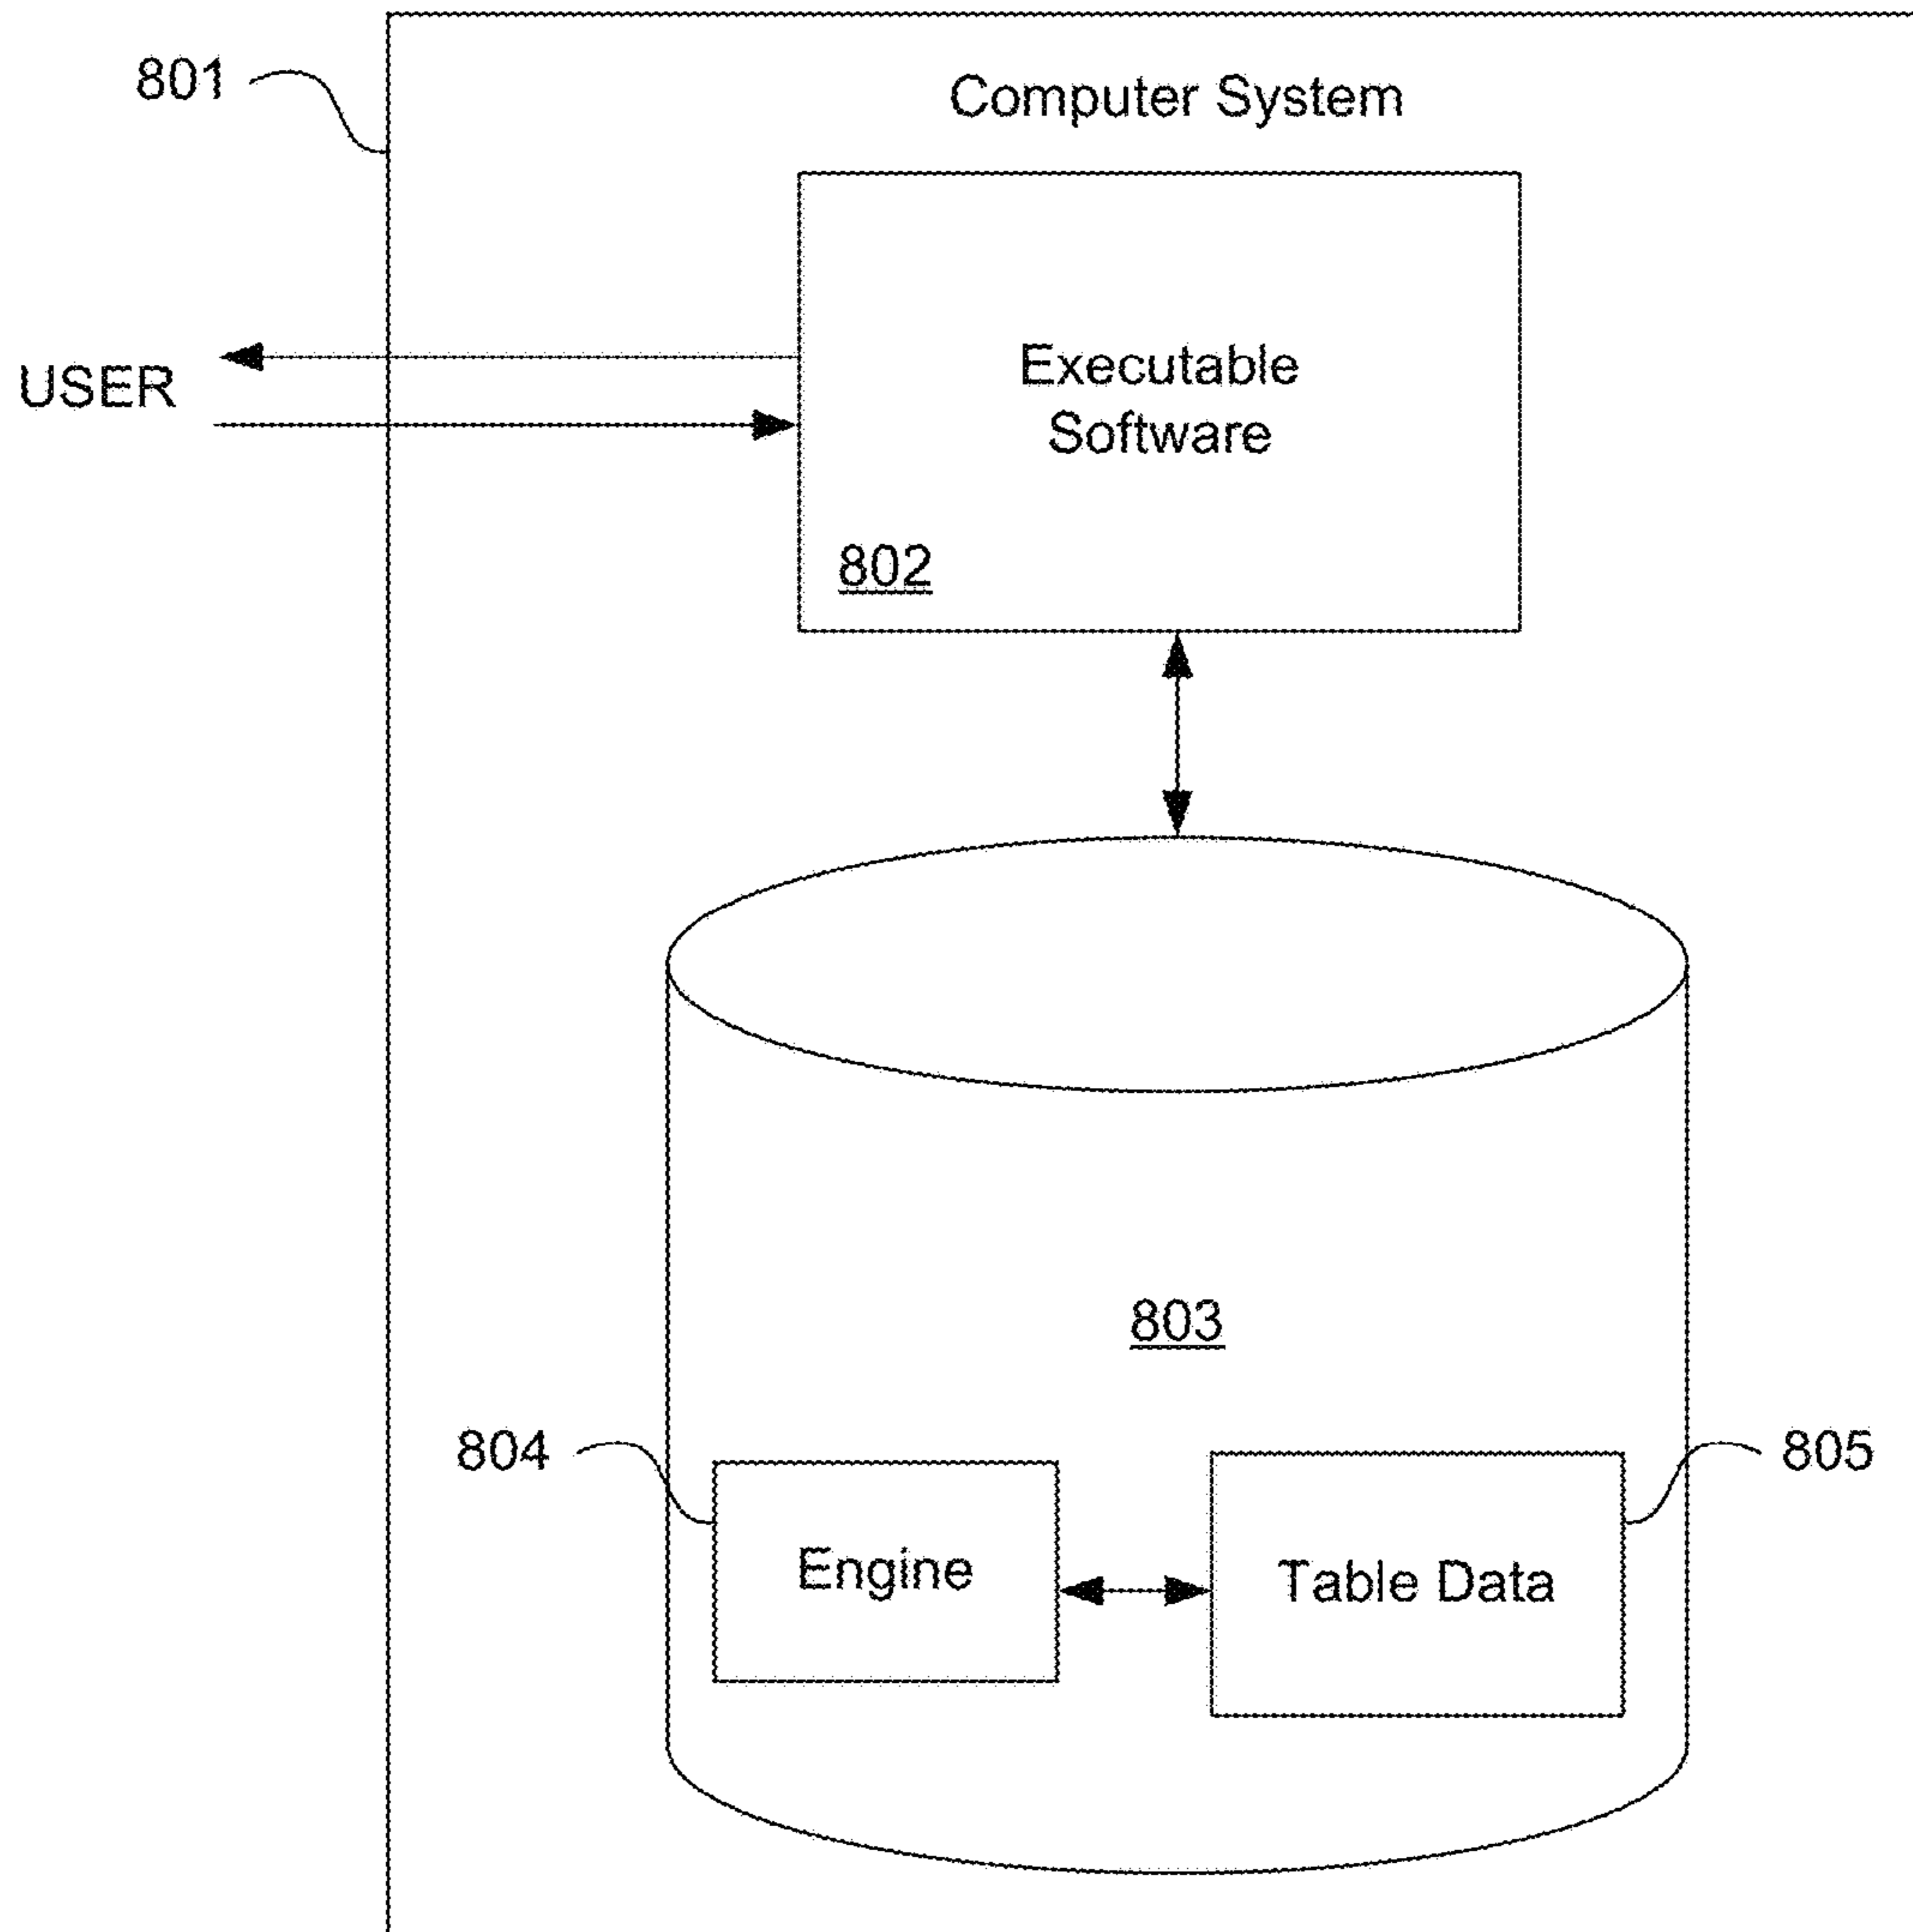 801
Computer System
USER
Executable
Software
802
803
804
805
Engine
Table Data